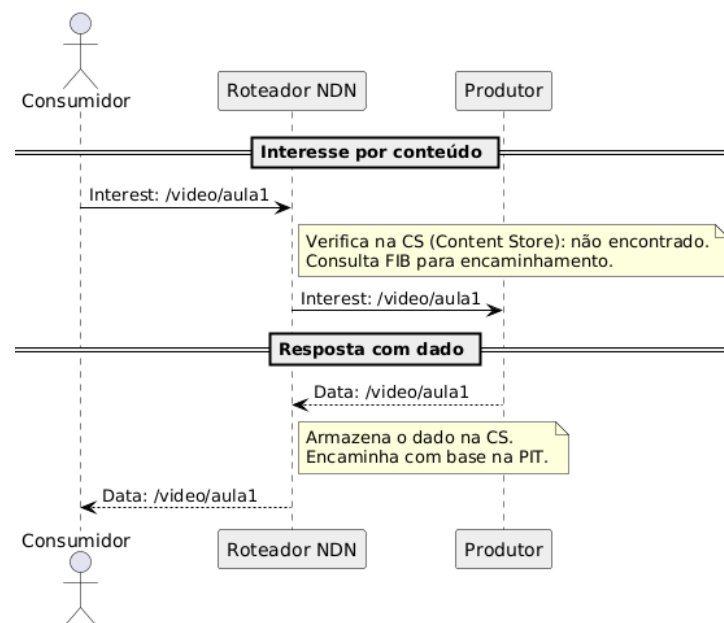 Consumidor
Roteador NDN
Produtor
Interesse por conteúdo
Interest: /video/aula1
Verifica na CS (Content Store): não encontrado.
Consulta FIB para encaminhamento.
Interest: /video/aula1
Resposta com dado
Data: /video/aula1
Armazena o dado na CS.
Encaminha com base na PIT.
Data: /video/aula1
Consumidor
Roteador NDN
Produtor